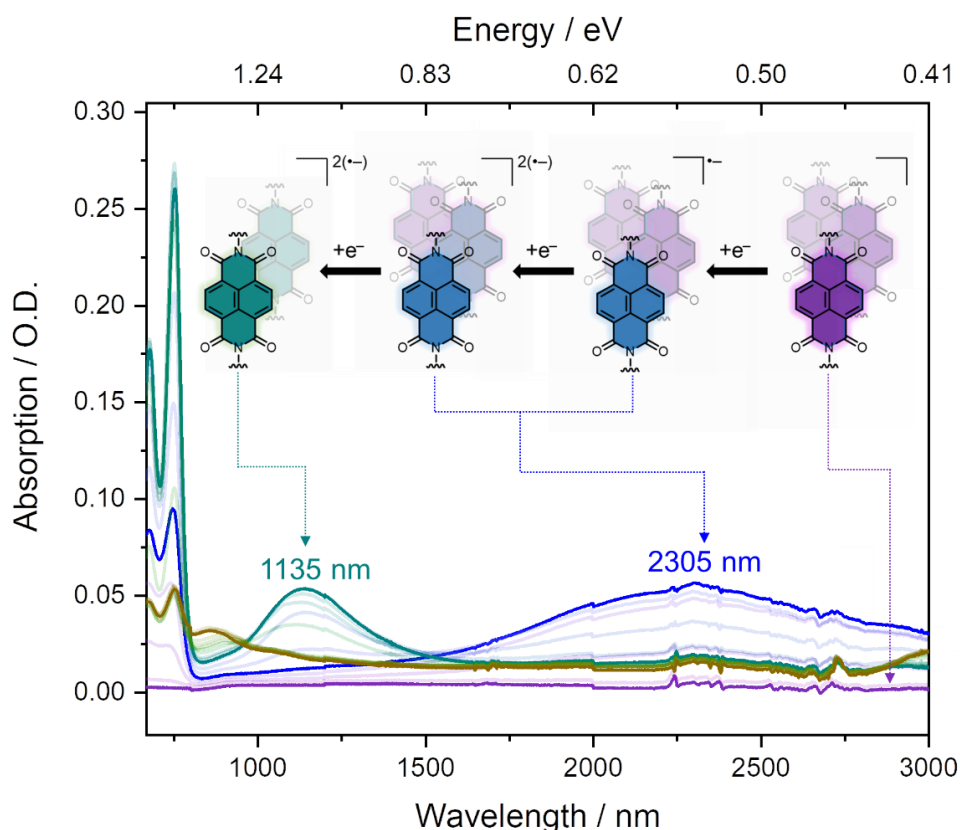 Energy / eV
1.24 0.83 0.62 0.50 0.41
Absorption / O.D.
0.30
0.25
0.20
0.15
0.10
0.05
0.00
2(•–) 2(•–) •–
+e– +e– +e–
O N O O N O O N O O N O
O N O O N O O N O O N O
O N O O N O O N O O N O
1135 nm 2305 nm
1000 1500 2000 2500 3000
Wavelength / nm